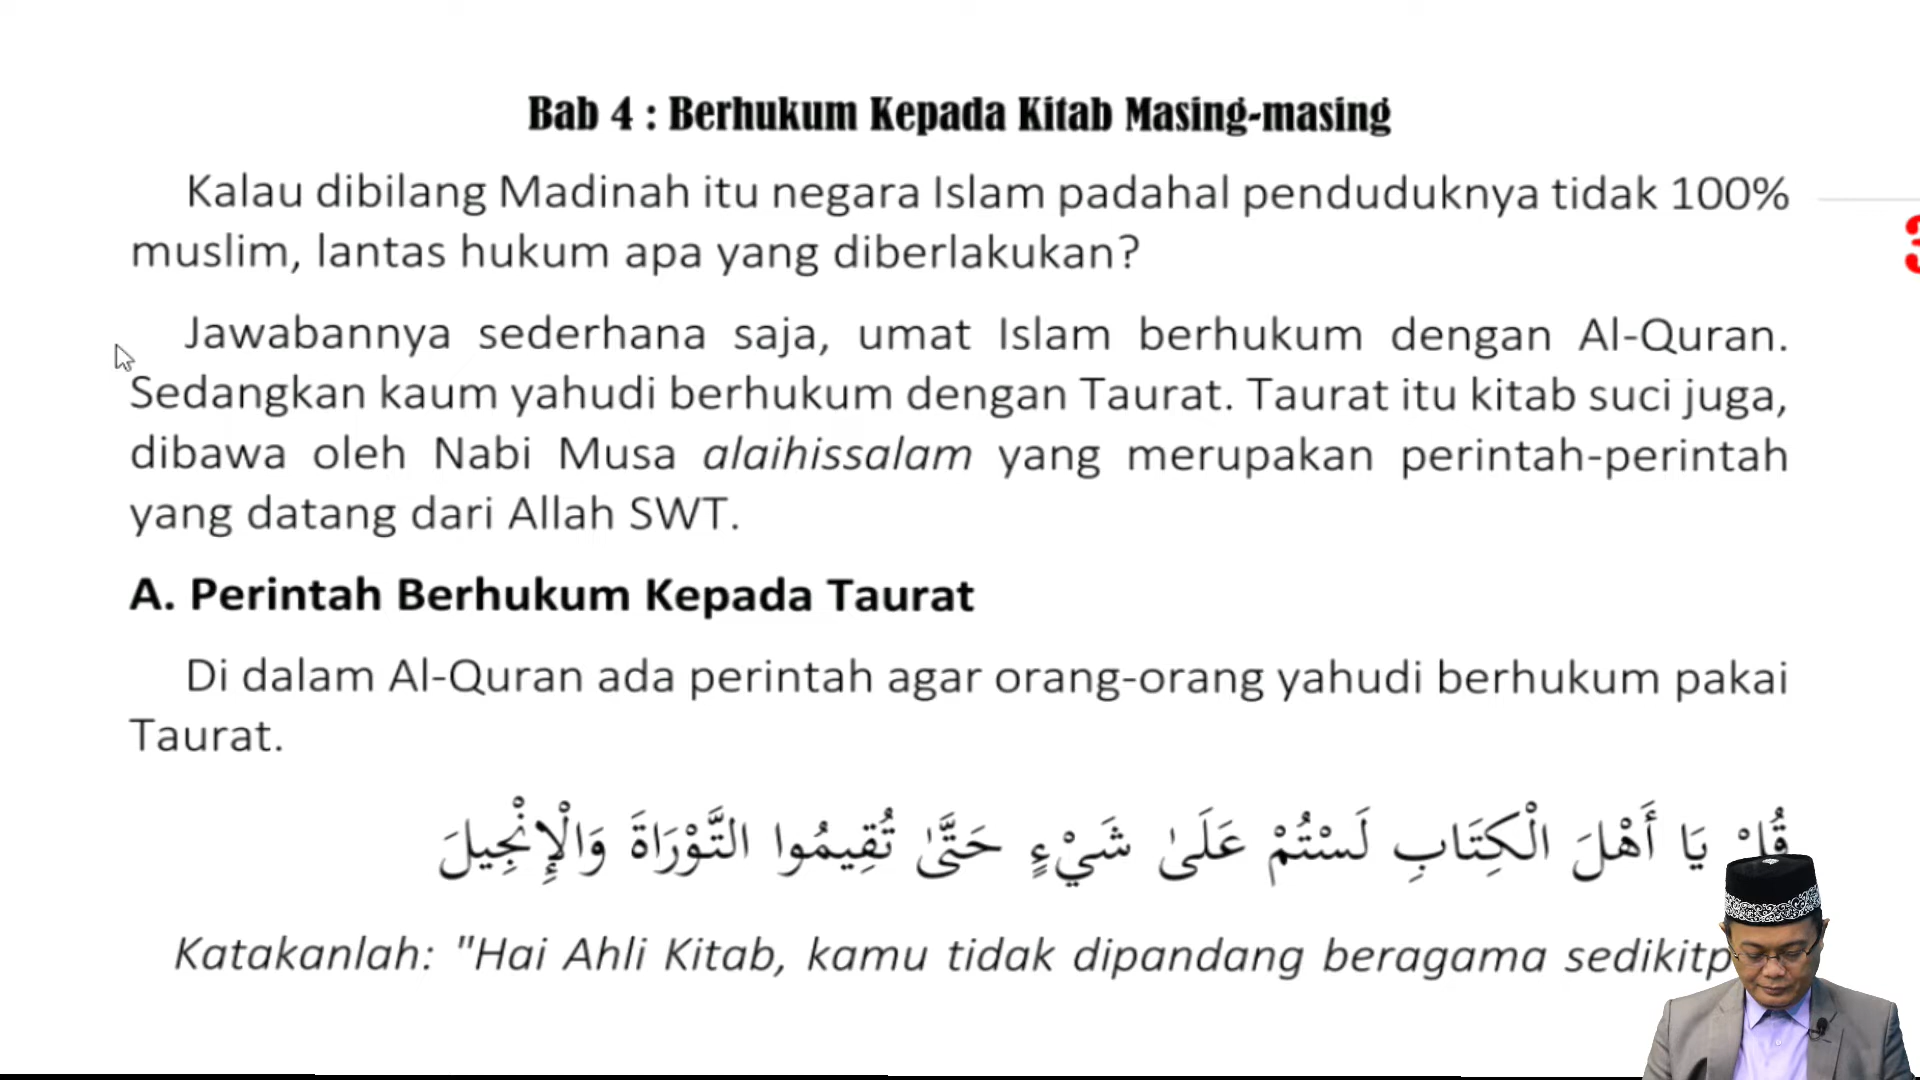 Bab 4 : Berhukum Kepada Kitab Masing-masing
Kalau dibilang Madinah itu negara Islam padahal penduduknya tidak 100%
muslim, lantas hukum apa yang diberlakukan?
Jawabannya sederhana saja, umat Islam berhukum dengan Al-Quran.
Sedangkan kaum yahudi berhukum dengan Taurat. Taurat itu kitab suci juga,
dibawa oleh Nabi Musa alaihissalam yang merupakan perintah-perintah
yang datang dari Allah SWT.
A. Perintah Berhukum Kepada Taurat
Di dalam Al-Quran ada perintah agar orang-orang yahudi berhukum pakai
Taurat.
قُلْ يَا أَهْلَ الْكِتَابِ لَسْتُمْ عَلَىٰ شَيْءٍ حَتَّىٰ تُقِيمُوا التَّوْرَاةَ وَالْإِنْجِيلَ
Katakanlah: "Hai Ahli Kitab, kamu tidak dipandang beragama